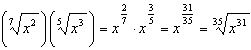 (⁷√x²)(⁵√x³) = x^(2/7) · x^(3/5) = x^(31/35) = ³⁵√x³¹